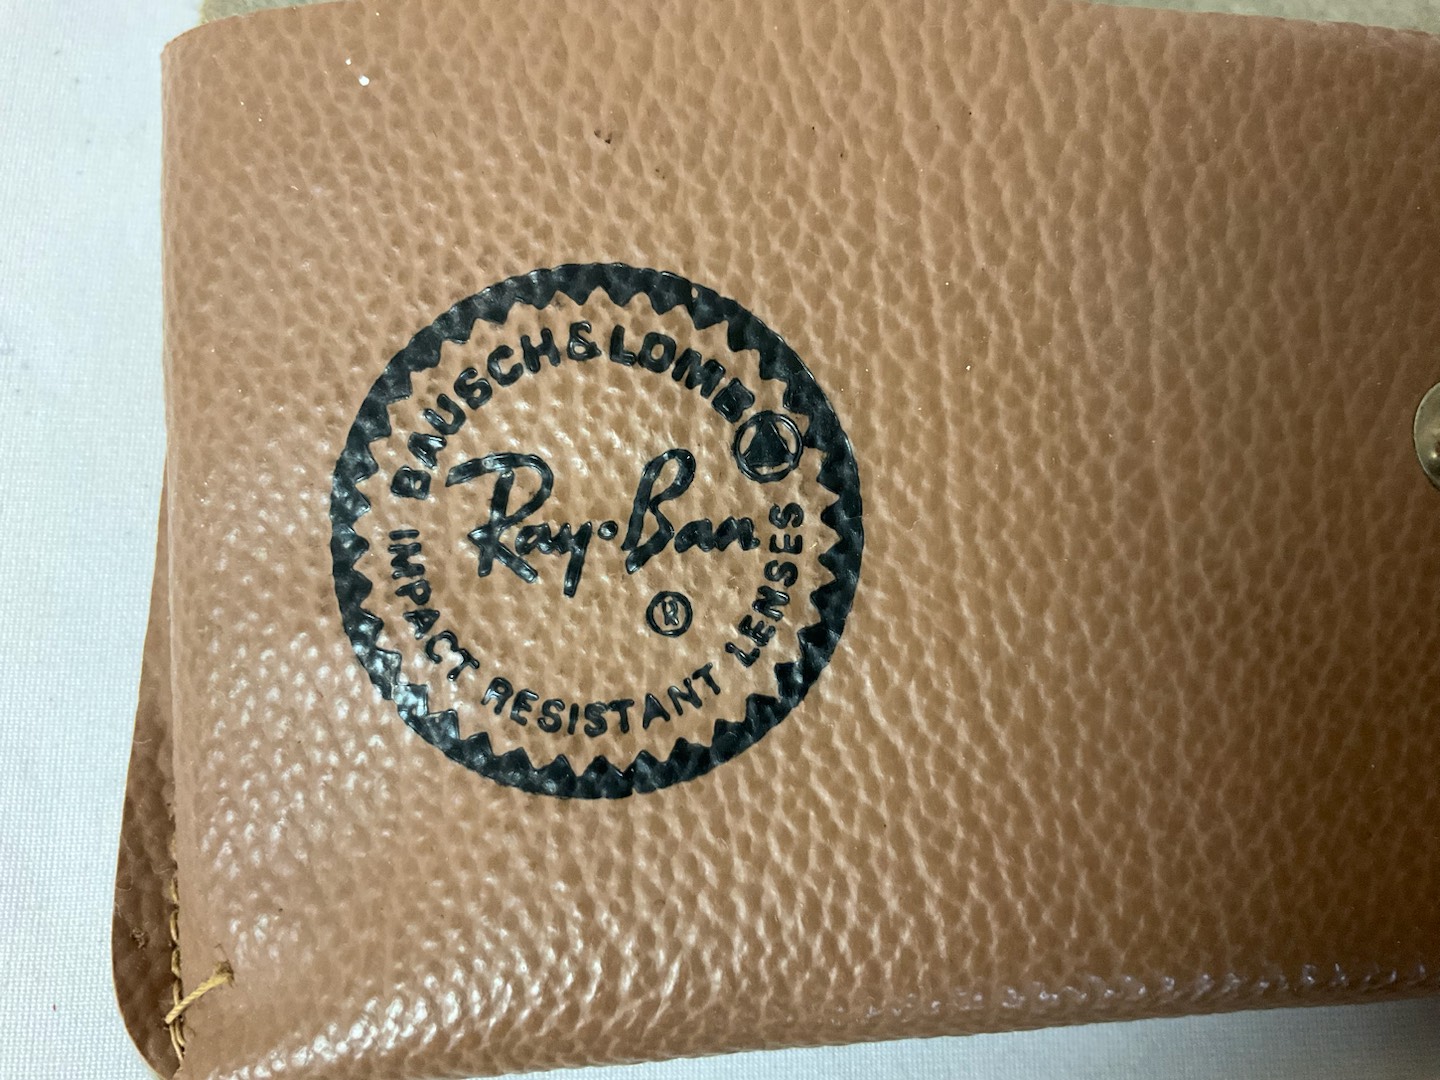 BAUSCH & LOMB
Ray·Ban
®
IMPACT RESISTANT LENSES